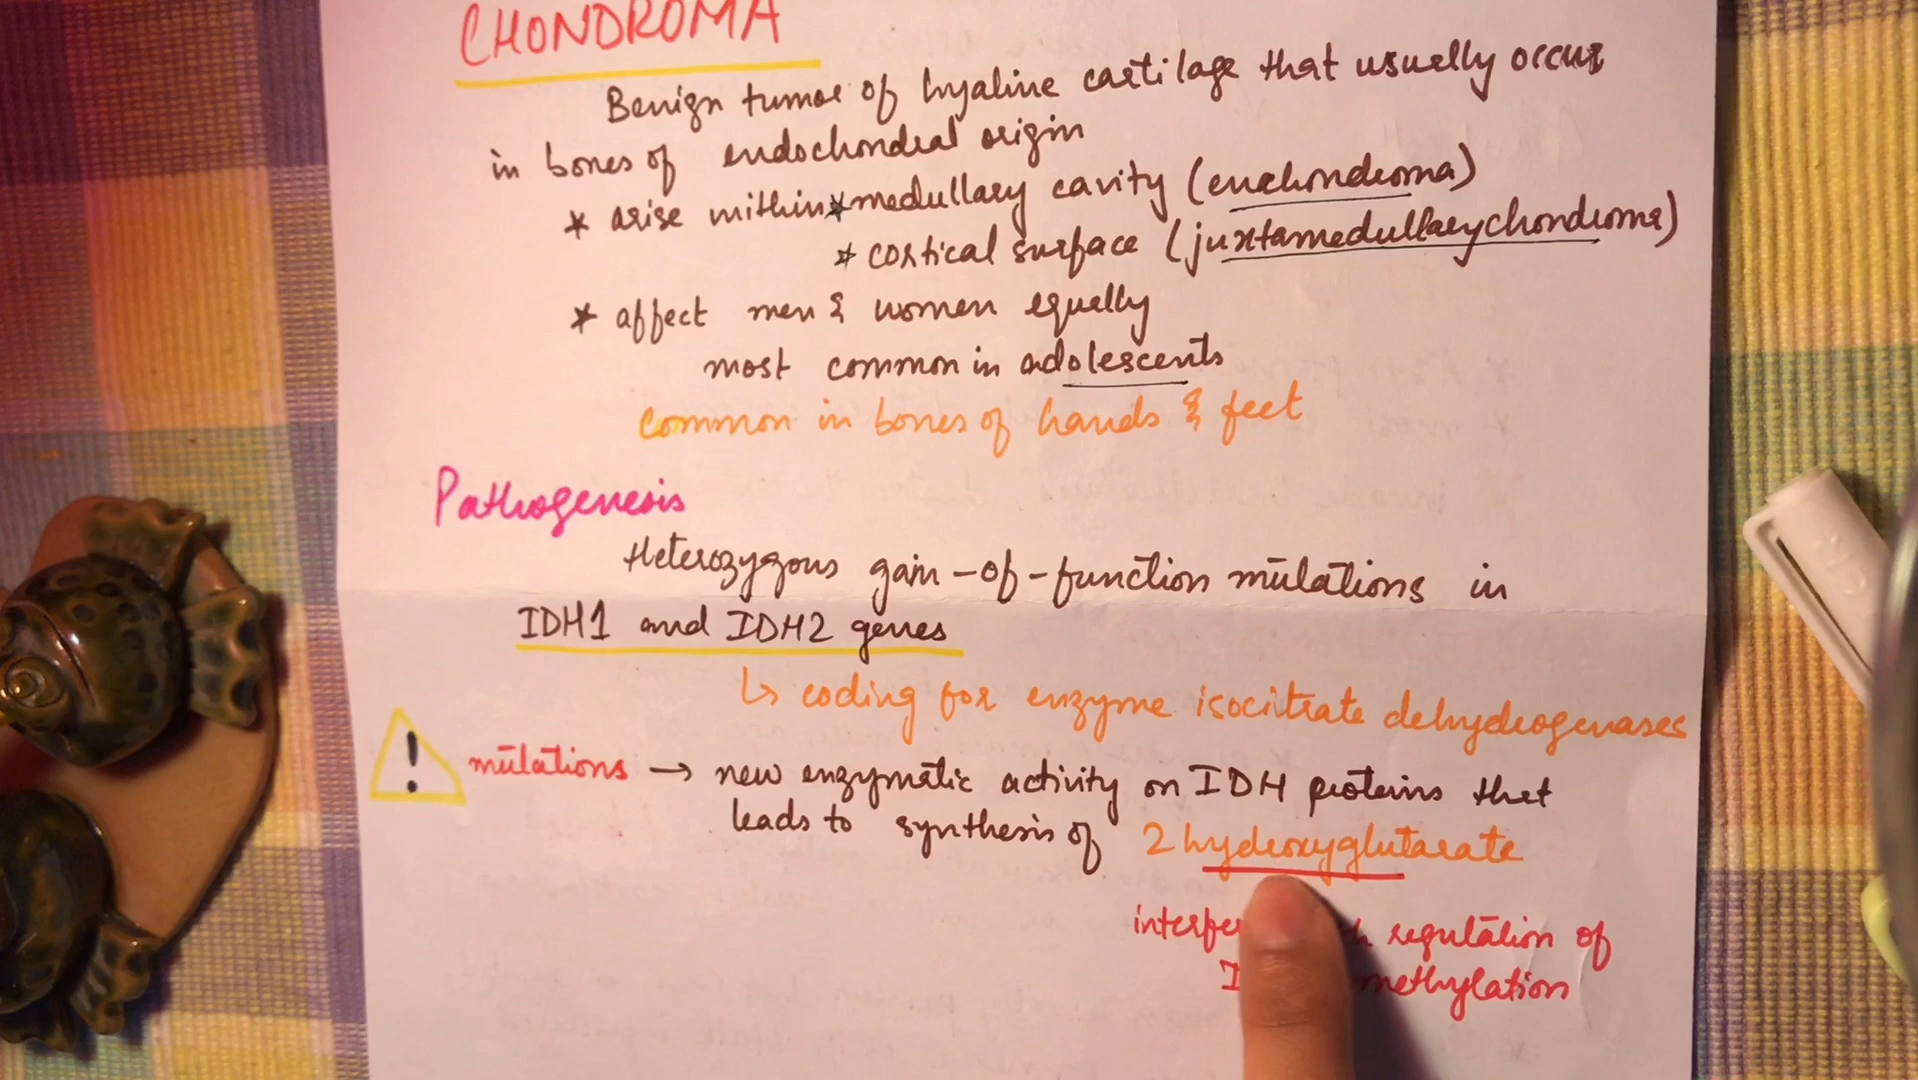 CHONDROMA
Benign tumor of hyaline cartilage that usually occur
in bones of endochondral origin
* arise within * medullary cavity (enchondroma)
* cortical surface (juxtamedullarychondroma)
* affect men & women equally
most common in adolescents
common in bones of hands & feet
Pathogenesis
Heterozygous gain-of-function mutations in
IDH1 and IDH2 genes
↳ coding for enzyme isocitrate dehydrogenases
! mutations → new enzymatic activity on IDH proteins that
leads to synthesis of 2 hydroxyglutarate
regulation of
methylation